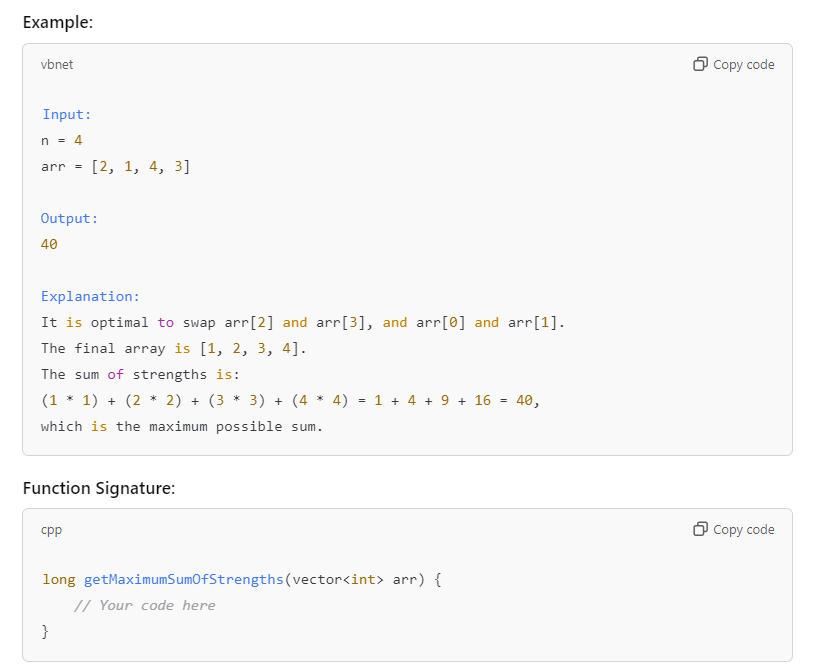 Example:
vbnet
Copy code
Input:
n = 4
arr = [2, 1, 4, 3]
Output:
40
Explanation:
It is optimal to swap arr[2] and arr[3], and arr[0] and arr[1].
The final array is [1, 2, 3, 4].
The sum of strengths is:
(1 * 1) + (2 * 2) + (3 * 3) + (4 * 4) = 1 + 4 + 9 + 16 = 40,
which is the maximum possible sum.
Function Signature:
cpp
Copy code
long getMaximumSumOfStrengths(vector<int> arr) {
    // Your code here
}